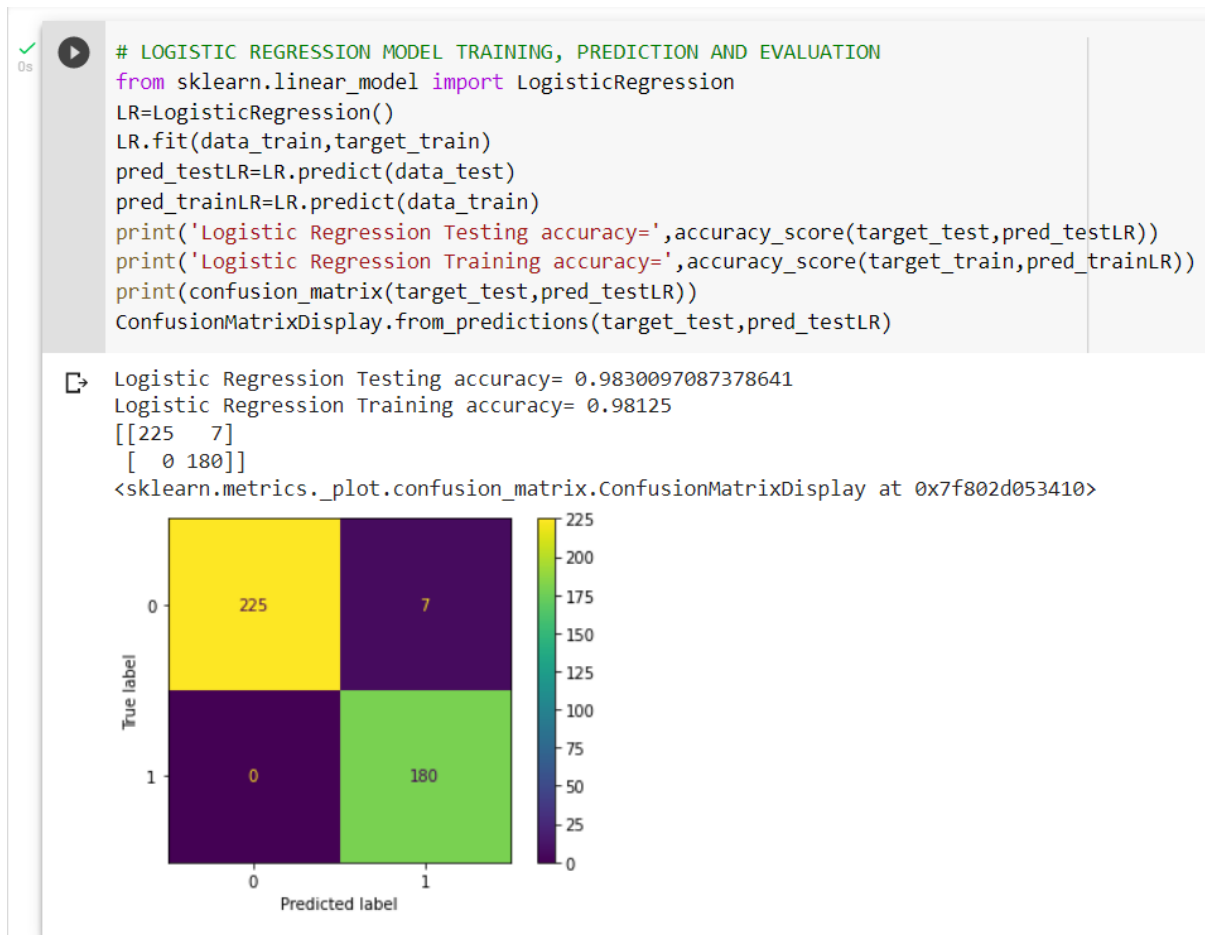 0s
# LOGISTIC REGRESSION MODEL TRAINING, PREDICTION AND EVALUATION
from sklearn.linear_model import LogisticRegression
LR=LogisticRegression()
LR.fit(data_train,target_train)
pred_testLR=LR.predict(data_test)
pred_trainLR=LR.predict(data_train)
print('Logistic Regression Testing accuracy=',accuracy_score(target_test,pred_testLR))
print('Logistic Regression Training accuracy=',accuracy_score(target_train,pred_trainLR))
print(confusion_matrix(target_test,pred_testLR))
ConfusionMatrixDisplay.from_predictions(target_test,pred_testLR)
Logistic Regression Testing accuracy= 0.9830097087378641
Logistic Regression Training accuracy= 0.98125
[[225   7]
 [  0 180]]
<sklearn.metrics._plot.confusion_matrix.ConfusionMatrixDisplay at 0x7f802d053410>
225
200
175
150
125
100
75
50
25
0
True label
0
225
7
1
0
180
0
1
Predicted label